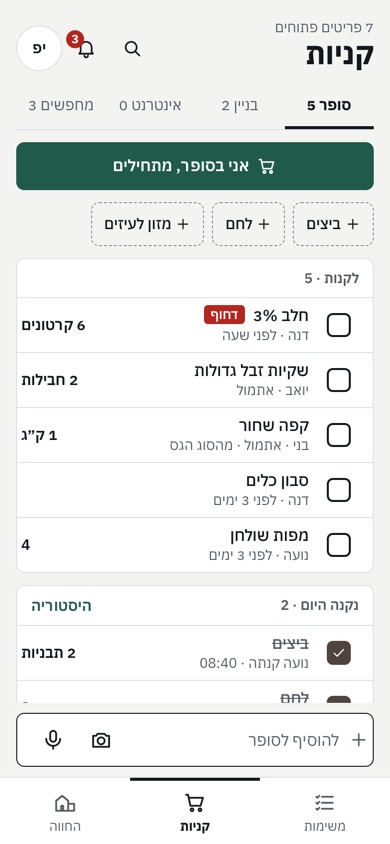 7 פריטים פתוחים
קניות
3
יפ
סופר 5
בניין 2
אינטרנט 0
מחפשים 3
אני בסופר, מתחילים
+ ביצים
+ לחם
+ מזון לעיזים
לקנות · 5
חלב 3% דחוף
6 קרטונים
דנה · לפני שעה
שקיות זבל גדולות
2 חבילות
יואב · אתמול
קפה שחור
1 ק״ג
בני · אתמול · מהסוג הגס
סבון כלים
דנה · לפני 3 ימים
מפות שולחן
4
נועה · לפני 3 ימים
נקנה היום · 2
היסטוריה
ביצים
2 תבניות
נועה קנתה · 08:40
לחם
+ להוסיף לסופר
משימות
קניות
החווה